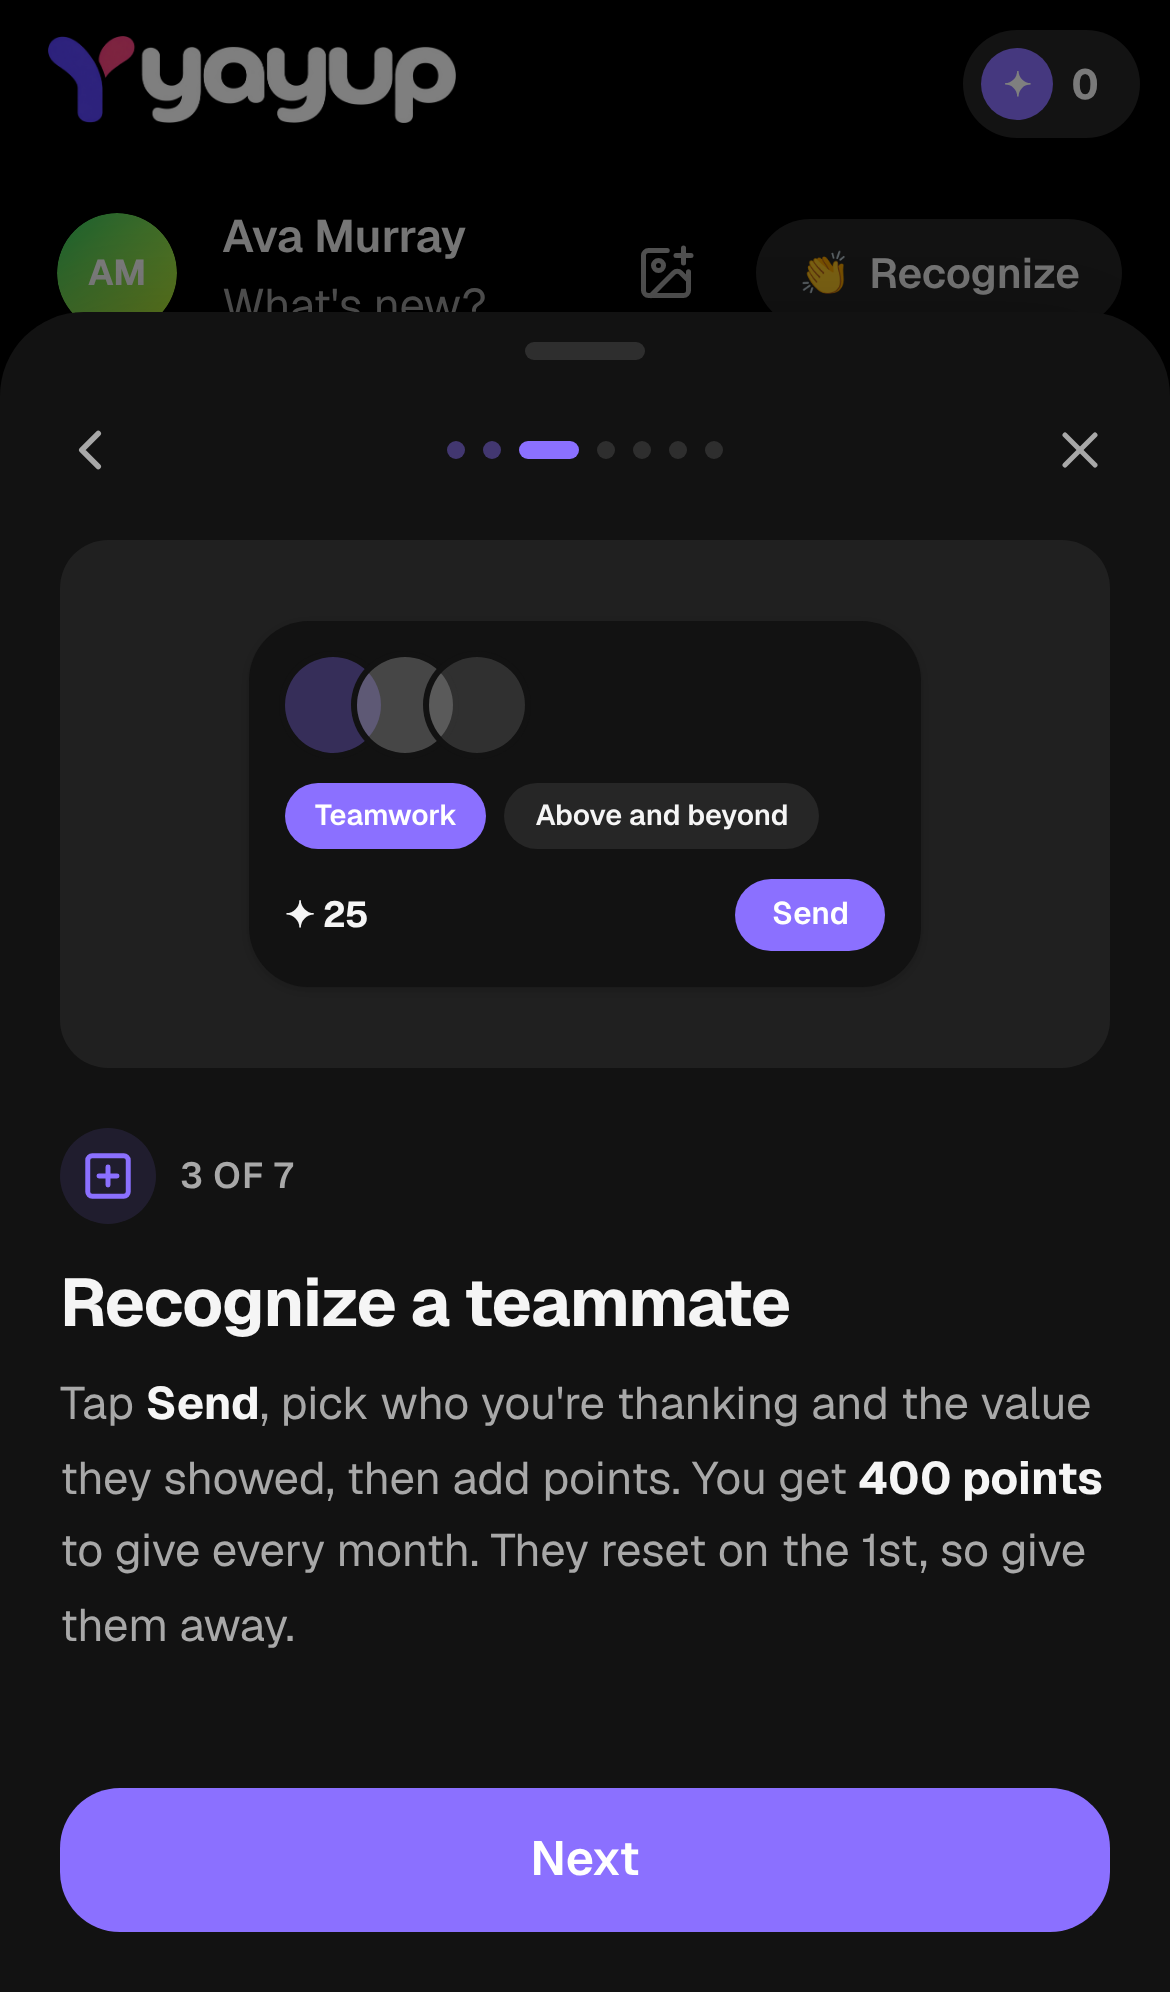 yayup
0
Ava Murray
AM
What's new?
👏 Recognize
Teamwork
Above and beyond
✦ 25
Send
3 OF 7
Recognize a teammate
Tap Send, pick who you're thanking and the value
they showed, then add points. You get 400 points
to give every month. They reset on the 1st, so give
them away.
Next